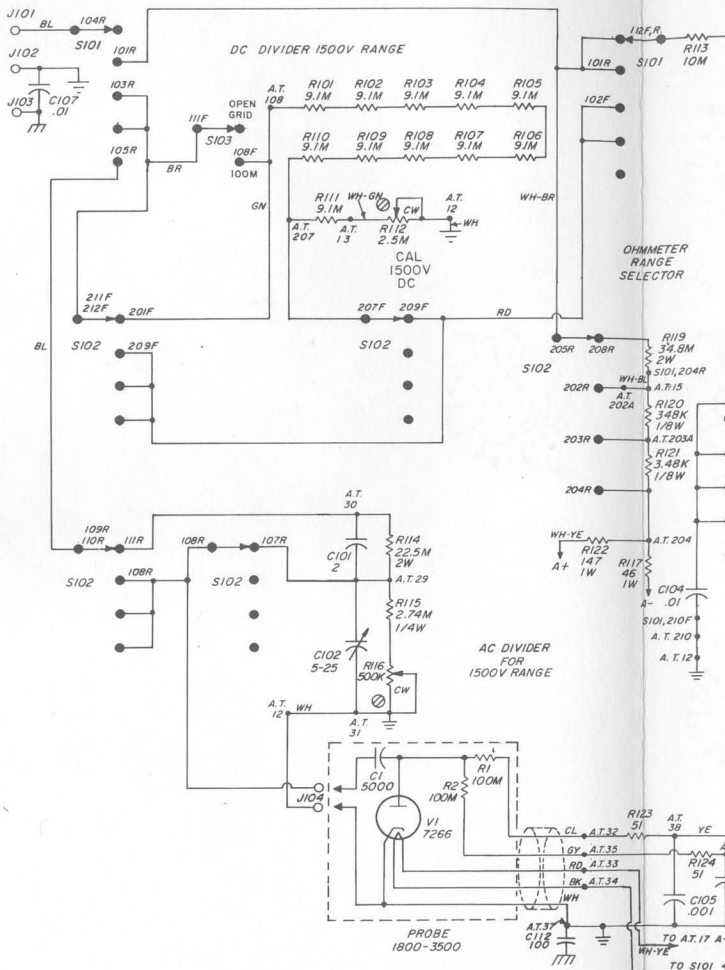 J101
BL
104R
S101
101R
J102
103R
J103
C107
.01
105R
DC DIVIDER 1500V RANGE
A.T.
108
R101
9.1M
R102
9.1M
R103
9.1M
R104
9.1M
R105
9.1M
OPEN
GRID
111F
S103
108F
100M
BR
GN
R110
9.1M
R109
9.1M
R108
9.1M
R107
9.1M
R106
9.1M
R111
9.1M
WH-GN
CW
A.T.
12
WH
A.T.
207
A.T.
13
R112
2.5M
CAL
1500V
DC
WH-BR
112F,R
101R
S101
R113
10M
102F
OHMMETER
RANGE
SELECTOR
211F
212F
201F
S102
209F
BL
207F
209F
S102
RD
205R
208R
S102
R119
34.8M
2W
S101,204R
202R
WH-BL
A.T.
202A
A.T.15
R120
348K
1/8W
203R
A.T.203A
R121
3.48K
1/8W
204R
WH-YE
A.T.204
R122
147
1W
A+
R117
46
1W
A-
C104
.01
S101,210F
A.T. 210
A.T. 12
109R
110R
111R
S102
108R
108R
107R
S102
A.T.
30
C101
2
R114
22.5M
2W
A.T. 29
R115
2.74M
1/4W
C102
5-25
R116
500K
CW
A.T.
12
WH
A.T.
31
AC DIVIDER
FOR
1500V RANGE
J104
C1
5000
R1
100M
R2
100M
V1
7266
CL
A.T.32
GY
A.T.35
RD
A.T.33
BK
A.T.34
WH
R123
51
A.T.
38
YE
R124
51
C105
.001
A.T.37
C112
100
PROBE
1800-3500
TO A.T.17 A-
WH-YE
TO S101